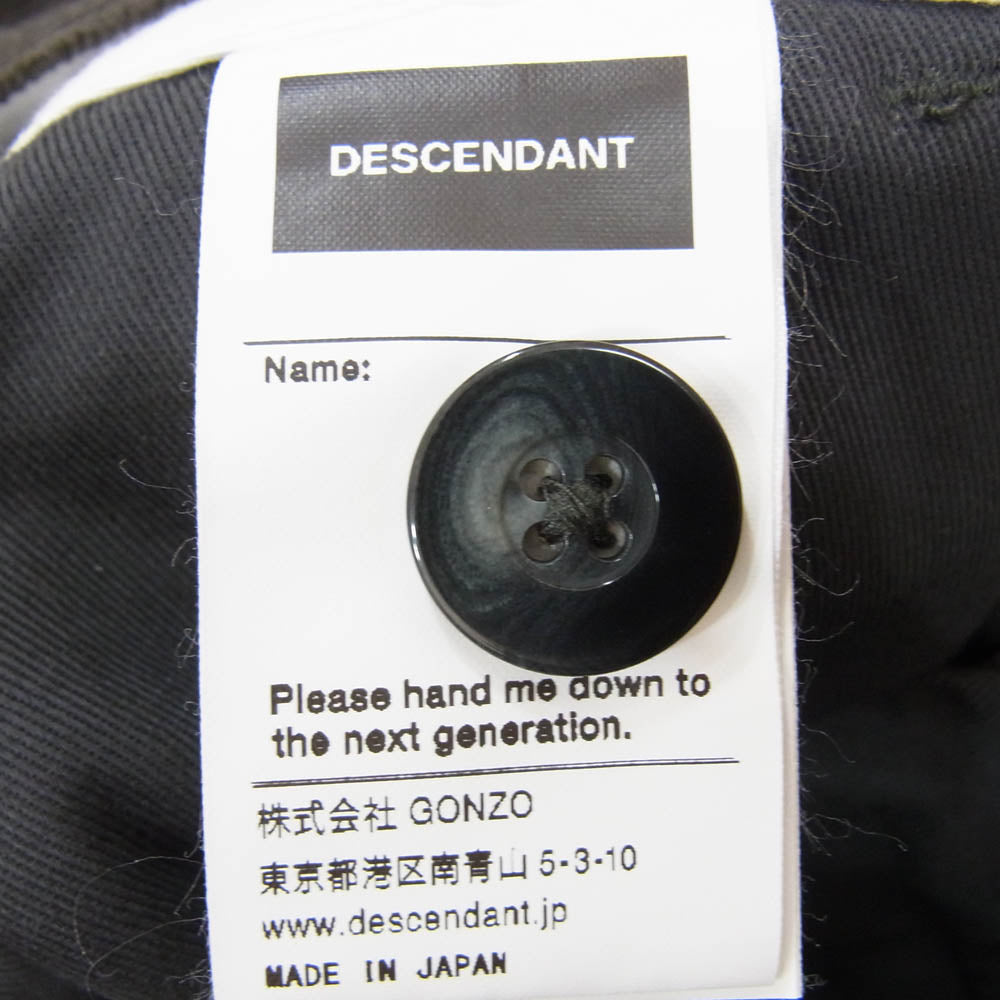 DESCENDANT
Name:
Please hand me down to
the next generation.
株式会社 GONZO
東京都港区南青山 5-3-10
www.descendant.jp
MADE IN JAPAN